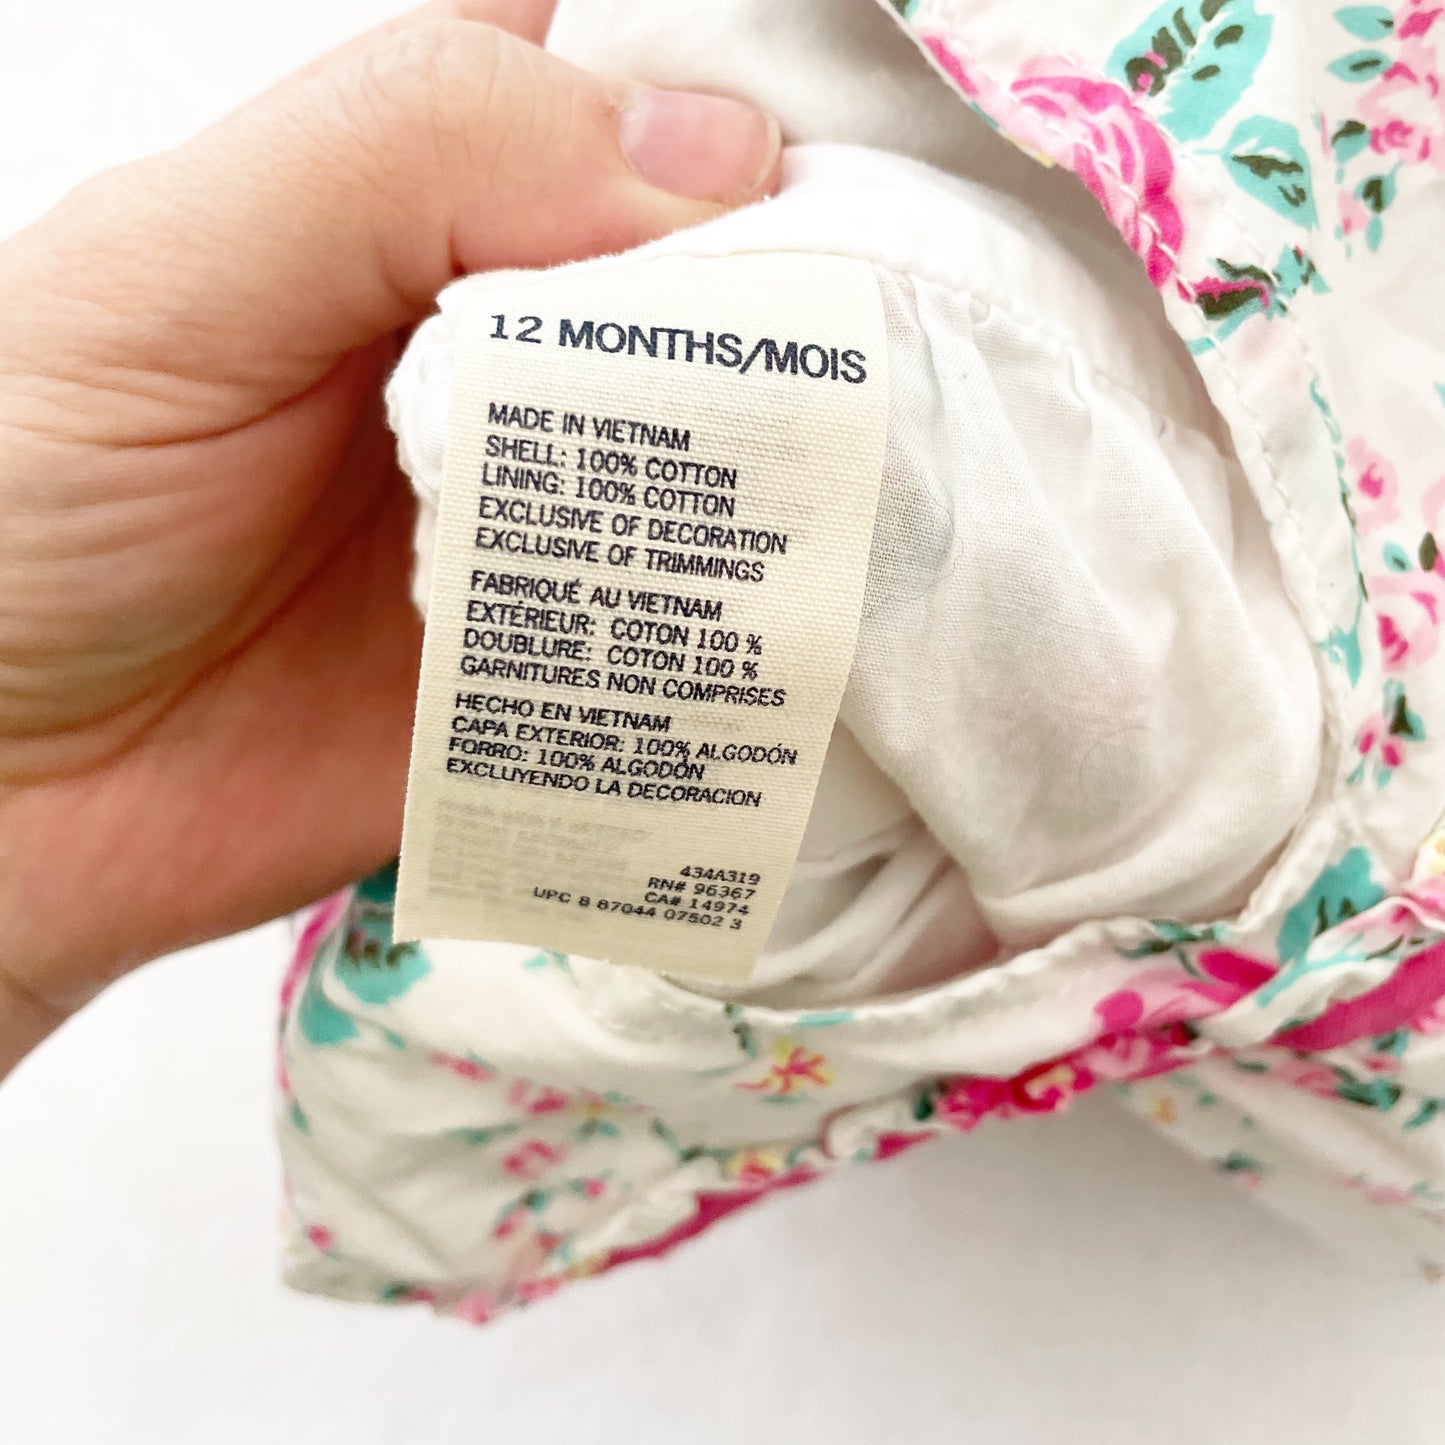 12 MONTHS/MOIS
MADE IN VIETNAM
SHELL: 100% COTTON
LINING: 100% COTTON
EXCLUSIVE OF DECORATION
EXCLUSIVE OF TRIMMINGS
FABRIQUÉ AU VIETNAM
EXTÉRIEUR: COTON 100 %
DOUBLURE: COTON 100 %
GARNITURES NON COMPRISES
HECHO EN VIETNAM
CAPA EXTERIOR: 100% ALGODÓN
FORRO: 100% ALGODÓN
EXCLUYENDO LA DECORACION
434A319
RN# 96367
CA# 14974
UPC 8 87044 07502 3